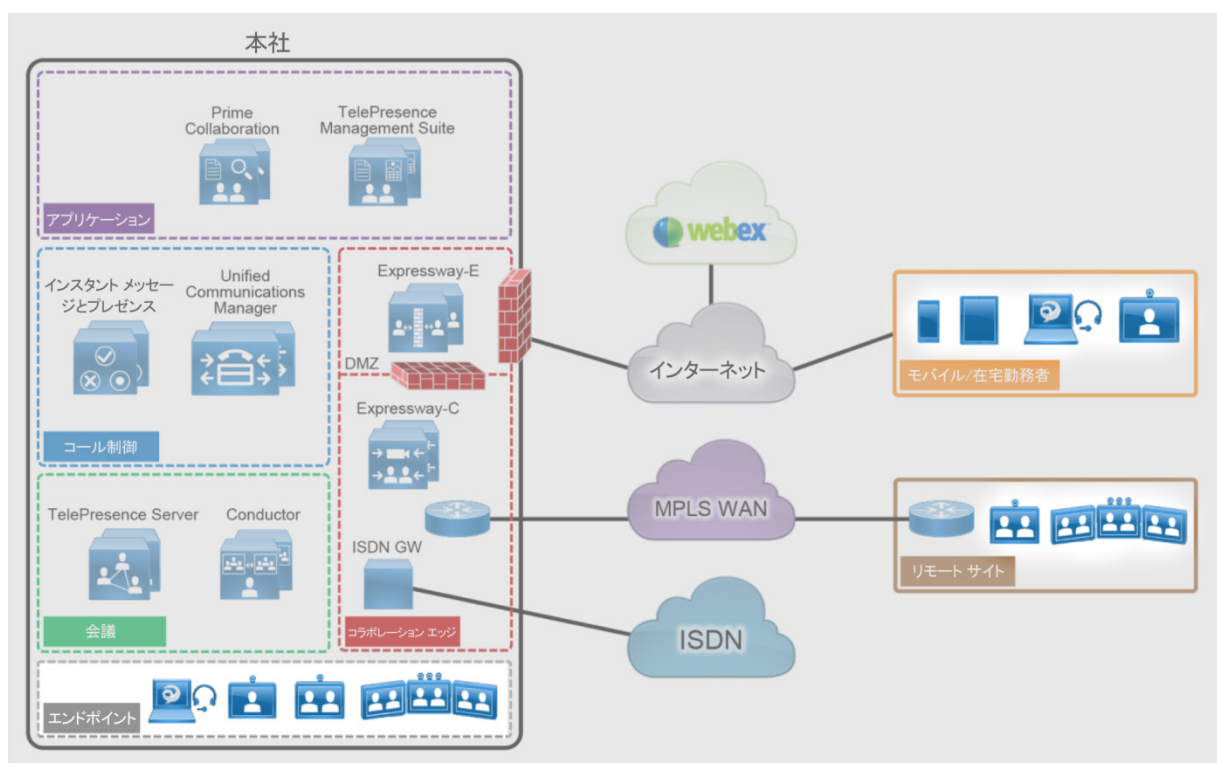 本社
Prime
Collaboration
TelePresence
Management Suite
アプリケーション
インスタント メッセー
ジとプレゼンス
Unified
Communications
Manager
コール制御
Expressway-E
DMZ
Expressway-C
ISDN GW
コラボレーション エッジ
TelePresence Server
Conductor
会議
エンドポイント
webex
インターネット
MPLS WAN
ISDN
モバイル/在宅勤務者
リモート サイト